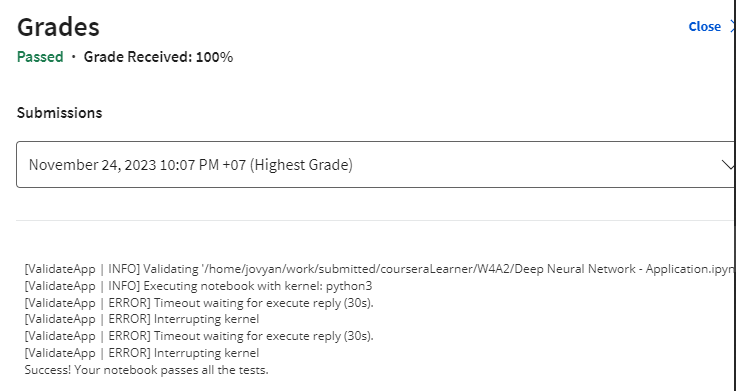 Grades
Close
Passed · Grade Received: 100%
Submissions
November 24, 2023 10:07 PM +07 (Highest Grade)
[ValidateApp | INFO] Validating '/home/jovyan/work/submitted/courseraLearner/W4A2/Deep Neural Network - Application.ipyn
[ValidateApp | INFO] Executing notebook with kernel: python3
[ValidateApp | ERROR] Timeout waiting for execute reply (30s).
[ValidateApp | ERROR] Interrupting kernel
[ValidateApp | ERROR] Timeout waiting for execute reply (30s).
[ValidateApp | ERROR] Interrupting kernel
Success! Your notebook passes all the tests.